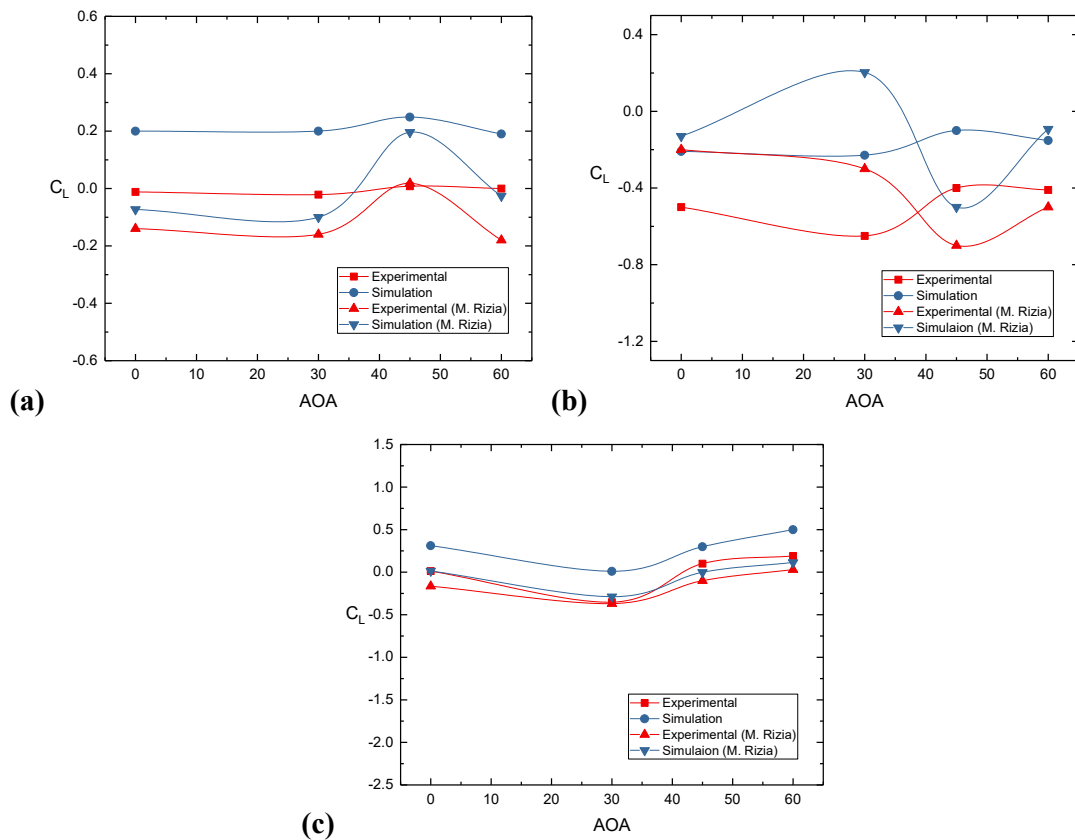 0.6
0.4
0.2
0.0
-0.2
-0.4
-0.6
C_L
0 10 20 30 40 50 60
AOA
Experimental
Simulation
Experimental (M. Rizia)
Simulation (M. Rizia)
(a)
0.4
0.0
-0.4
-0.8
-1.2
C_L
0 10 20 30 40 50 60
AOA
Experimental
Simulation
Experimental (M. Rizia)
Simulaion (M. Rizia)
(b)
1.5
1.0
0.5
0.0
-0.5
-1.0
-1.5
-2.0
-2.5
C_L
0 10 20 30 40 50 60
AOA
Experimental
Simulation
Experimental (M. Rizia)
Simulaion (M. Rizia)
(c)